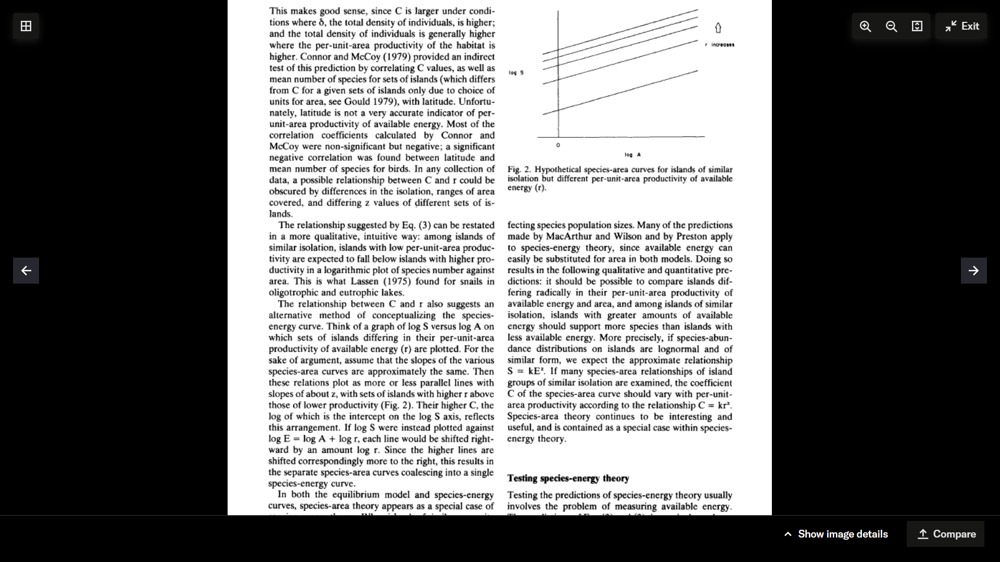 This makes good sense, since C is larger under condi-
tions where δ, the total density of individuals, is higher;
and the total density of individuals is generally higher
where the per-unit-area productivity of the habitat is
higher. Connor and McCoy (1979) provided an indirect
test of this prediction by correlating C values, as well as
mean number of species for sets of islands (which differs
from C for a given sets of islands only due to choice of
units for area, see Gould 1979), with latitude. Unfortu-
nately, latitude is not a very accurate indicator of per-
unit-area productivity of available energy. Most of the
correlation coefficients calculated by Connor and
McCoy were non-significant but negative; a significant
negative correlation was found between latitude and
mean number of species for birds. In any collection of
data, a possible relationship between C and r could be
obscured by differences in the isolation, ranges of area
covered, and differing z values of different sets of is-
lands.
The relationship suggested by Eq. (3) can be restated
in a more qualitative, intuitive way: among islands of
similar isolation, islands with low per-unit-area produc-
tivity are expected to fall below islands with higher pro-
ductivity in a logarithmic plot of species number against
area. This is what Lassen (1975) found for snails in
oligotrophic and eutrophic lakes.
The relationship between C and r also suggests an
alternative method of conceptualizing the species-
energy curve. Think of a graph of log S versus log A on
which sets of islands differing in their per-unit-area
productivity of available energy (r) are plotted. For the
sake of argument, assume that the slopes of the various
species-area curves are approximately the same. Then
these relations plot as more or less parallel lines with
slopes of about z, with sets of islands with higher r above
those of lower productivity (Fig. 2). Their higher C, the
log of which is the intercept on the log S axis, reflects
this arrangement. If log S were instead plotted against
log E = log A + log r, each line would be shifted right-
ward by an amount log r. Since the higher lines are
shifted correspondingly more to the right, this results in
the separate species-area curves coalescing into a single
species-energy curve.
In both the equilibrium model and species-energy
curves, species-area theory appears as a special case of
r increases
log S
0
log A
Fig. 2. Hypothetical species-area curves for islands of similar
isolation but different per-unit-area productivity of available
energy (r).
fecting species population sizes. Many of the predictions
made by MacArthur and Wilson and by Preston apply
to species-energy theory, since available energy can
easily be substituted for area in both models. Doing so
results in the following qualitative and quantitative pre-
dictions: it should be possible to compare islands dif-
fering radically in their per-unit-area productivity of
available energy and area, and among islands of similar
isolation, islands with greater amounts of available
energy should support more species than islands with
less available energy. More precisely, if species-abun-
dance distributions on islands are lognormal and of
similar form, we expect the approximate relationship
S = kEᶻ. If many species-area relationships of island
groups of similar isolation are examined, the coefficient
C of the species-area curve should vary with per-unit-
area productivity according to the relationship C = krᶻ.
Species-area theory continues to be interesting and
useful, and is contained as a special case within species-
energy theory.
Testing species-energy theory
Testing the predictions of species-energy theory usually
involves the problem of measuring available energy.
Exit
Show image details
Compare